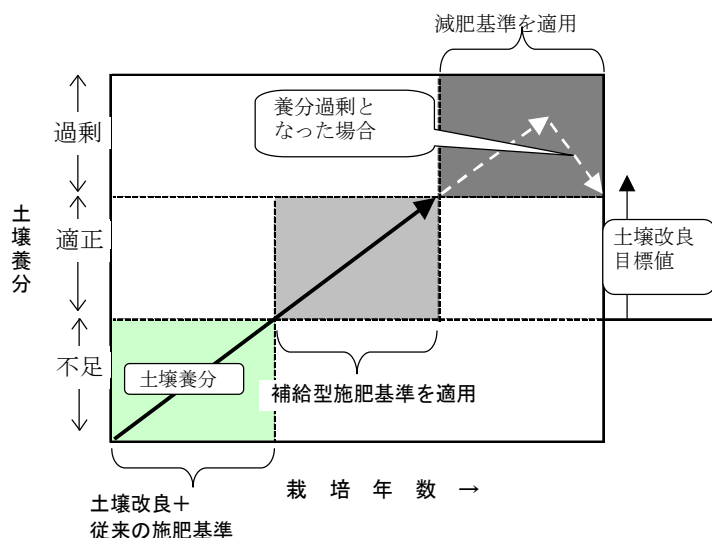 減肥基準を適用
養分過剰と
なった場合
過剰
土壌養分
適正
土壌改良
目標値
不足
土壌養分
補給型施肥基準を適用
栽 培 年 数 →
土壌改良＋
従来の施肥基準